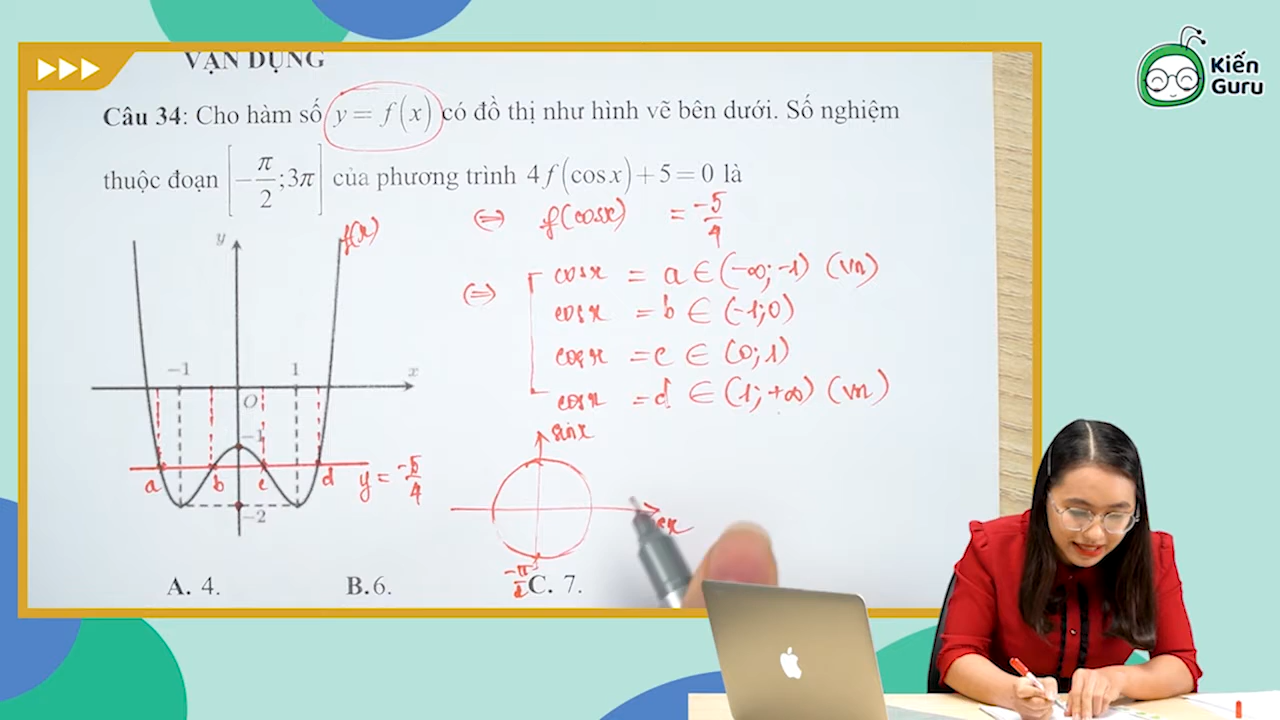 Kiến
Guru
VẬN DỤNG
Câu 34: Cho hàm số y = f(x) có đồ thị như hình vẽ bên dưới. Số nghiệm
thuộc đoạn [-π/2; 3π] của phương trình 4f(cos x) + 5 = 0 là
⇔ f(cosx) = -5/4
⇔ cosx = a ∈ (-∞; -1) (vn)
cosx = b ∈ (-1; 0)
cosx = c ∈ (0; 1)
cosx = d ∈ (1; +∞) (vn)
y
f(x)
-1
1
x
O
-1
a
b
c
d
y = -5/4
-2
sinx
-π/2
A. 4.
B. 6.
C. 7.